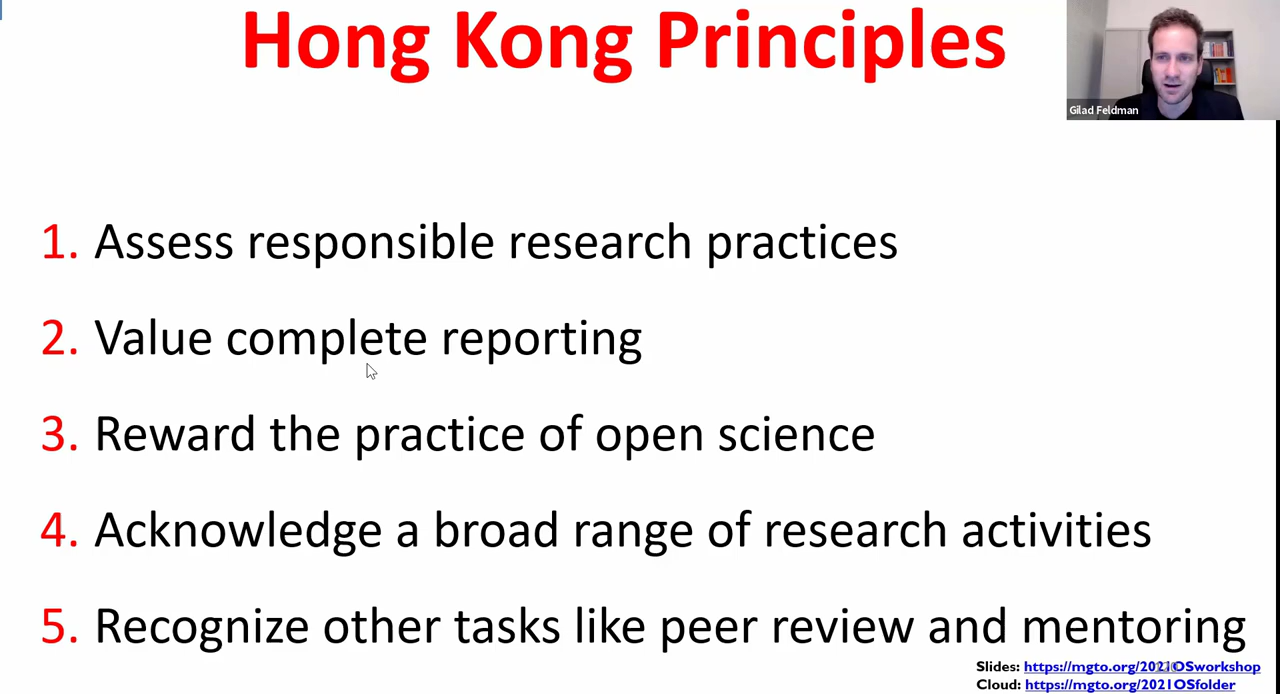 Hong Kong Principles
Gilad Feldman
1. Assess responsible research practices
2. Value complete reporting
3. Reward the practice of open science
4. Acknowledge a broad range of research activities
5. Recognize other tasks like peer review and mentoring
Slides: https://mgto.org/2021OSworkshop
Cloud: https://mgto.org/2021OSfolder